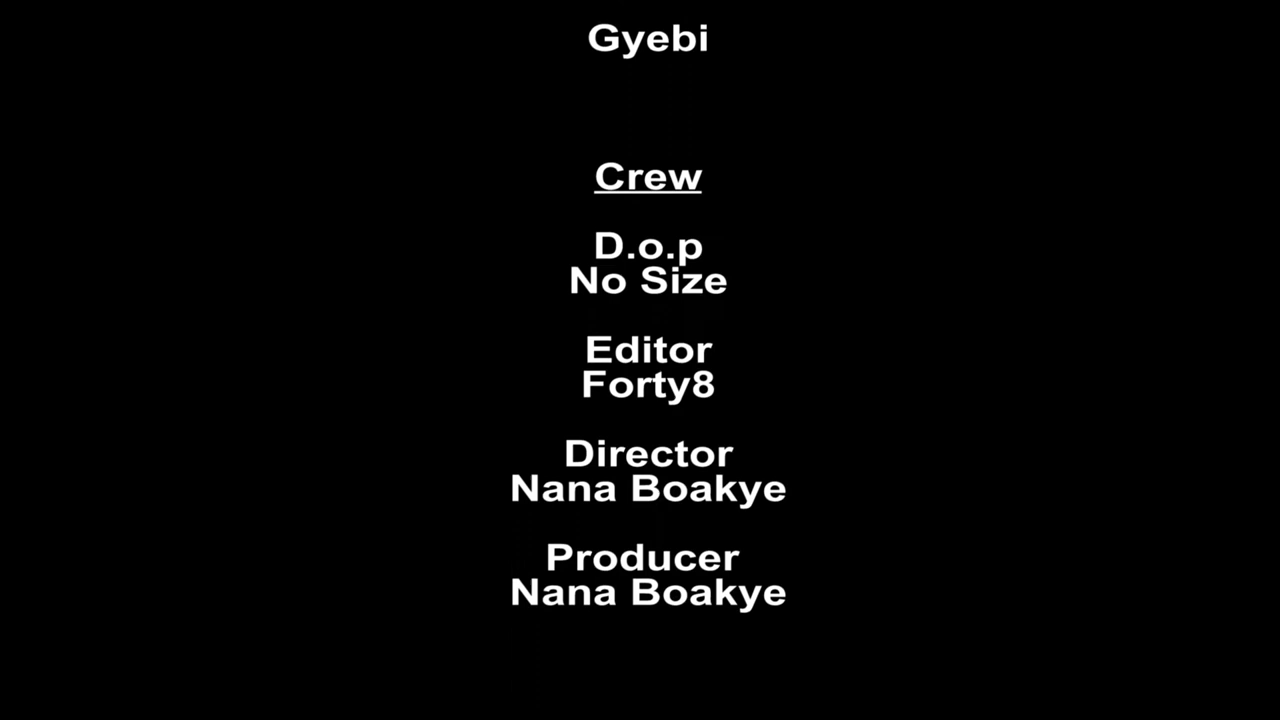 Gyebi
Crew
D.o.p
No Size
Editor
Forty8
Director
Nana Boakye
Producer
Nana Boakye